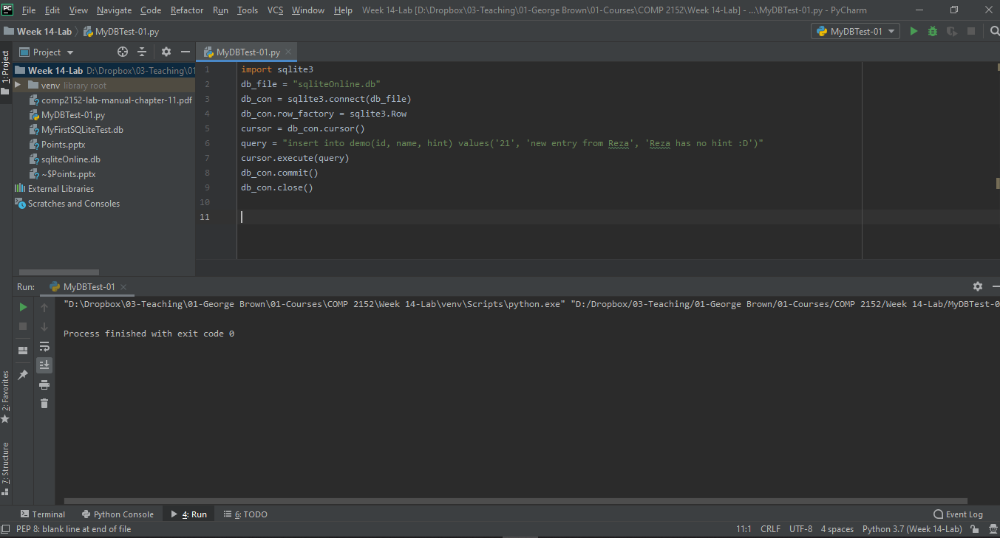 PC File Edit View Navigate Code Refactor Run Tools VCS Window Help Week 14-Lab [D:\Dropbox\03-Teaching\01-George Brown\01-Courses\COMP 2152\Week 14-Lab] - ...\MyDBTest-01.py - PyCharm
Week 14-Lab MyDBTest-01.py MyDBTest-01
1: Project
Project
MyDBTest-01.py
Week 14-Lab D:\Dropbox\03-Teaching\01
venv library root
comp2152-lab-manual-chapter-11.pdf
MyDBTest-01.py
MyFirstSQLiteTest.db
Points.pptx
sqliteOnline.db
~$Points.pptx
External Libraries
Scratches and Consoles
1 import sqlite3
2 db_file = "sqliteOnline.db"
3 db_con = sqlite3.connect(db_file)
4 db_con.row_factory = sqlite3.Row
5 cursor = db_con.cursor()
6 query = "insert into demo(id, name, hint) values('21', 'new entry from Reza', 'Reza has no hint :D')"
7 cursor.execute(query)
8 db_con.commit()
9 db_con.close()
10
11
Run: MyDBTest-01
"D:\Dropbox\03-Teaching\01-George Brown\01-Courses\COMP 2152\Week 14-Lab\venv\Scripts\python.exe" "D:/Dropbox/03-Teaching/01-George Brown/01-Courses/COMP 2152/Week 14-Lab/MyDBTest-0
Process finished with exit code 0
2: Favorites
7: Structure
Terminal Python Console 4: Run 6: TODO Event Log
PEP 8: blank line at end of file 11:1 CRLF UTF-8 4 spaces Python 3.7 (Week 14-Lab)